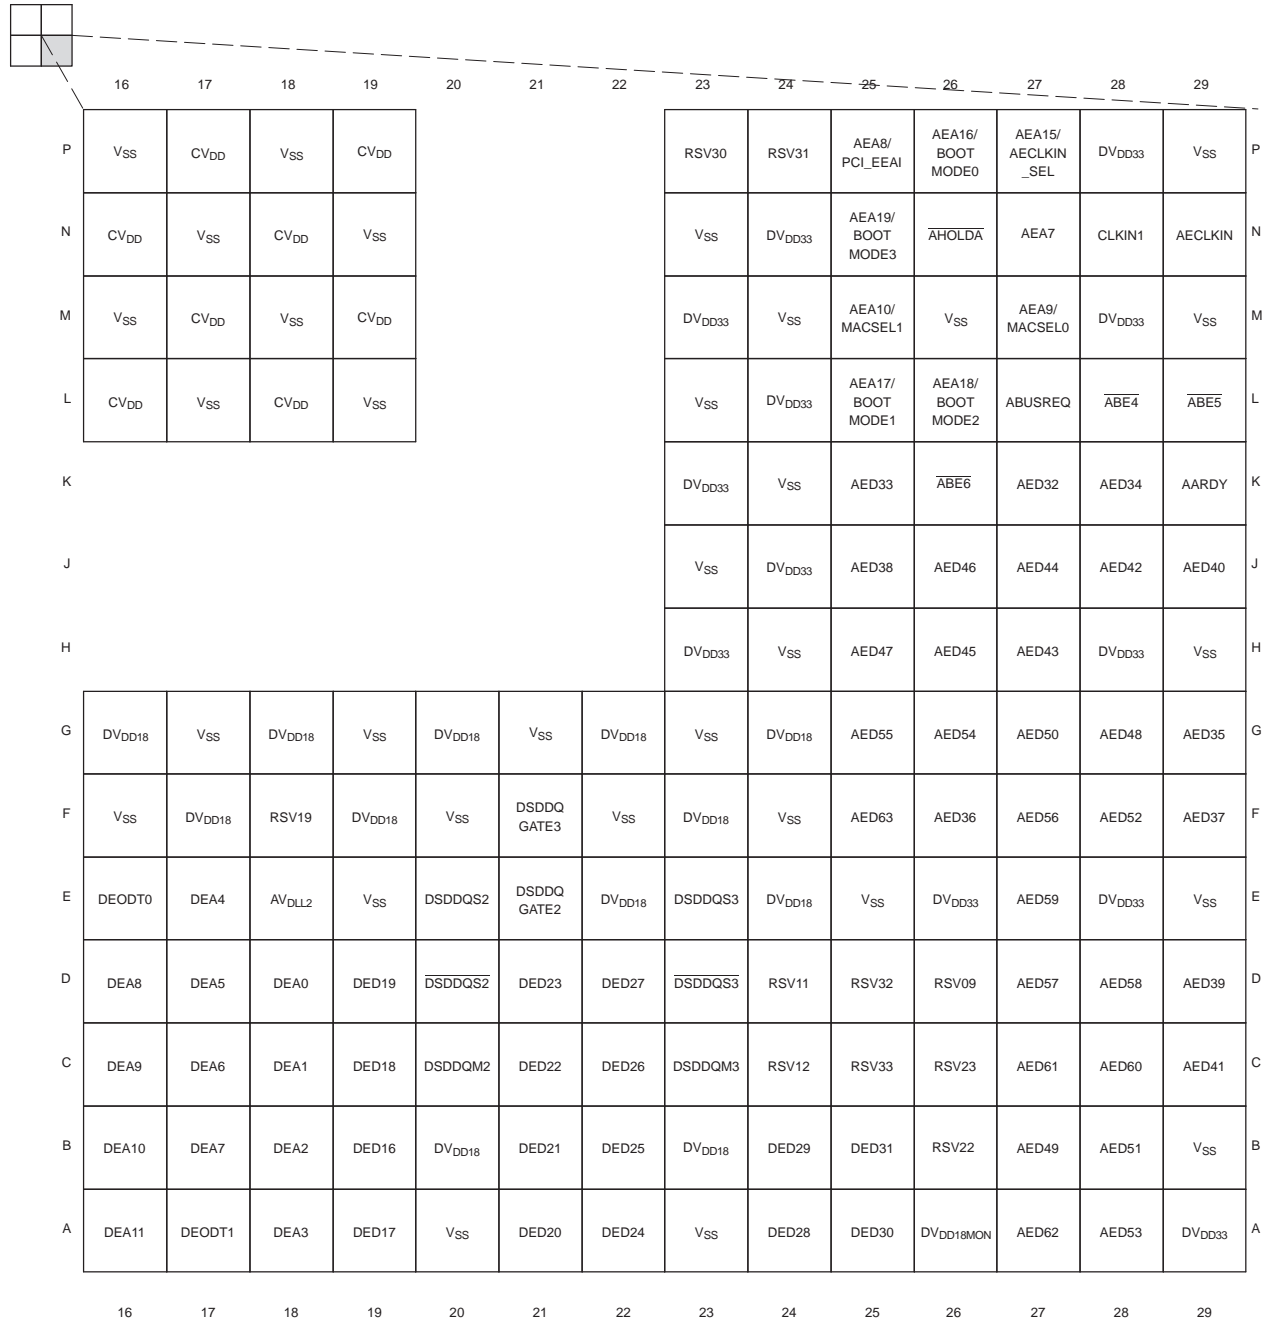 16 17 18 19 20 21 22 23 24 25 26 27 28 29
P VSS CVDD VSS CVDD RSV30 RSV31 AEA8/ PCI_EEAI AEA16/ BOOT MODE0 AEA15/ AECLKIN _SEL DVDD33 VSS P
N CVDD VSS CVDD VSS VSS DVDD33 AEA19/ BOOT MODE3 AHOLDA AEA7 CLKIN1 AECLKIN N
M VSS CVDD VSS CVDD DVDD33 VSS AEA10/ MACSEL1 VSS AEA9/ MACSEL0 DVDD33 VSS M
L CVDD VSS CVDD VSS VSS DVDD33 AEA17/ BOOT MODE1 AEA18/ BOOT MODE2 ABUSREQ ABE4 ABE5 L
K DVDD33 VSS AED33 ABE6 AED32 AED34 AARDY K
J VSS DVDD33 AED38 AED46 AED44 AED42 AED40 J
H DVDD33 VSS AED47 AED45 AED43 DVDD33 VSS H
G DVDD18 VSS DVDD18 VSS DVDD18 VSS DVDD18 VSS DVDD18 AED55 AED54 AED50 AED48 AED35 G
F VSS DVDD18 RSV19 DVDD18 VSS DSDDQ GATE3 VSS DVDD18 VSS AED63 AED36 AED56 AED52 AED37 F
E DEODT0 DEA4 AVDLL2 VSS DSDDQS2 DSDDQ GATE2 DVDD18 DSDDQS3 DVDD18 VSS DVDD33 AED59 DVDD33 VSS E
D DEA8 DEA5 DEA0 DED19 DSDDQS2 DED23 DED27 DSDDQS3 RSV11 RSV32 RSV09 AED57 AED58 AED39 D
C DEA9 DEA6 DEA1 DED18 DSDDQM2 DED22 DED26 DSDDQM3 RSV12 RSV33 RSV23 AED61 AED60 AED41 C
B DEA10 DEA7 DEA2 DED16 DVDD18 DED21 DED25 DVDD18 DED29 DED31 RSV22 AED49 AED51 VSS B
A DEA11 DEODT1 DEA3 DED17 VSS DED20 DED24 VSS DED28 DED30 DVDD18MON AED62 AED53 DVDD33 A
16 17 18 19 20 21 22 23 24 25 26 27 28 29